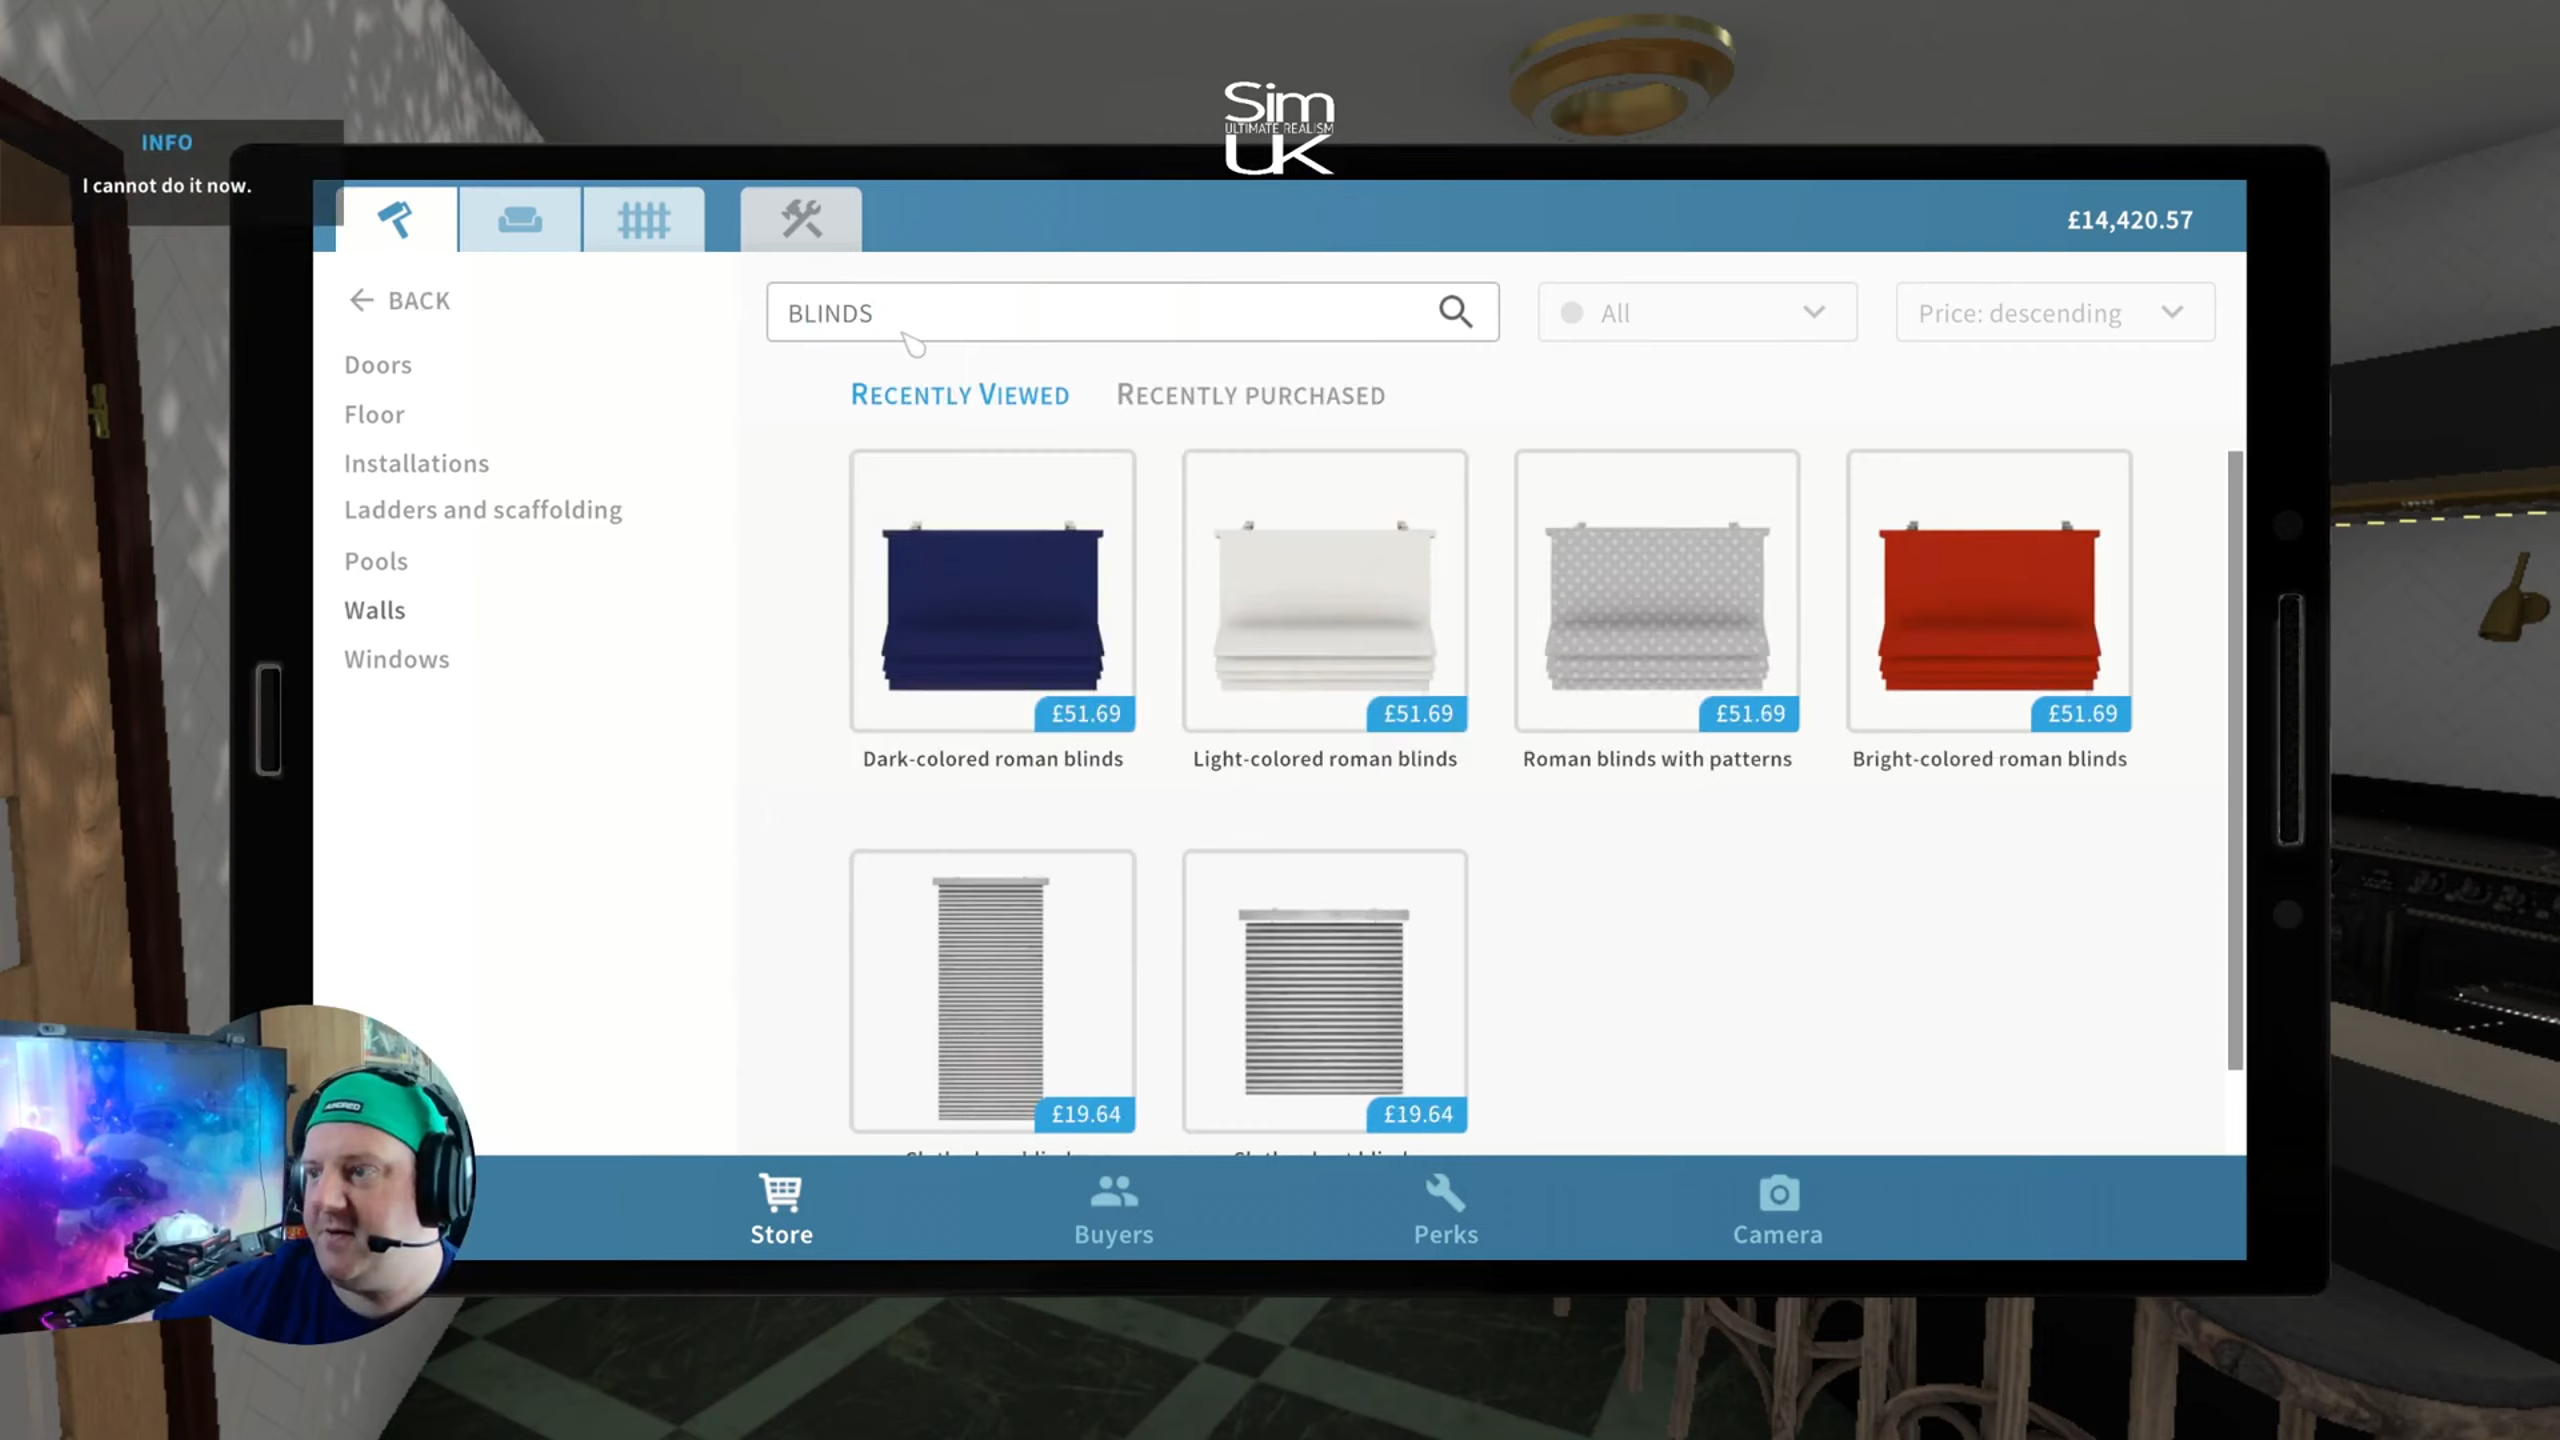 Sim
ULTIMATE REALISM
UK
INFO
I cannot do it now.
£14,420.57
BACK
BLINDS
All
Price: descending
Doors
Floor
Installations
Ladders and scaffolding
Pools
Walls
Windows
RECENTLY VIEWED
RECENTLY PURCHASED
£51.69
£51.69
£51.69
£51.69
Dark-colored roman blinds
Light-colored roman blinds
Roman blinds with patterns
Bright-colored roman blinds
£19.64
£19.64
Store
Buyers
Perks
Camera